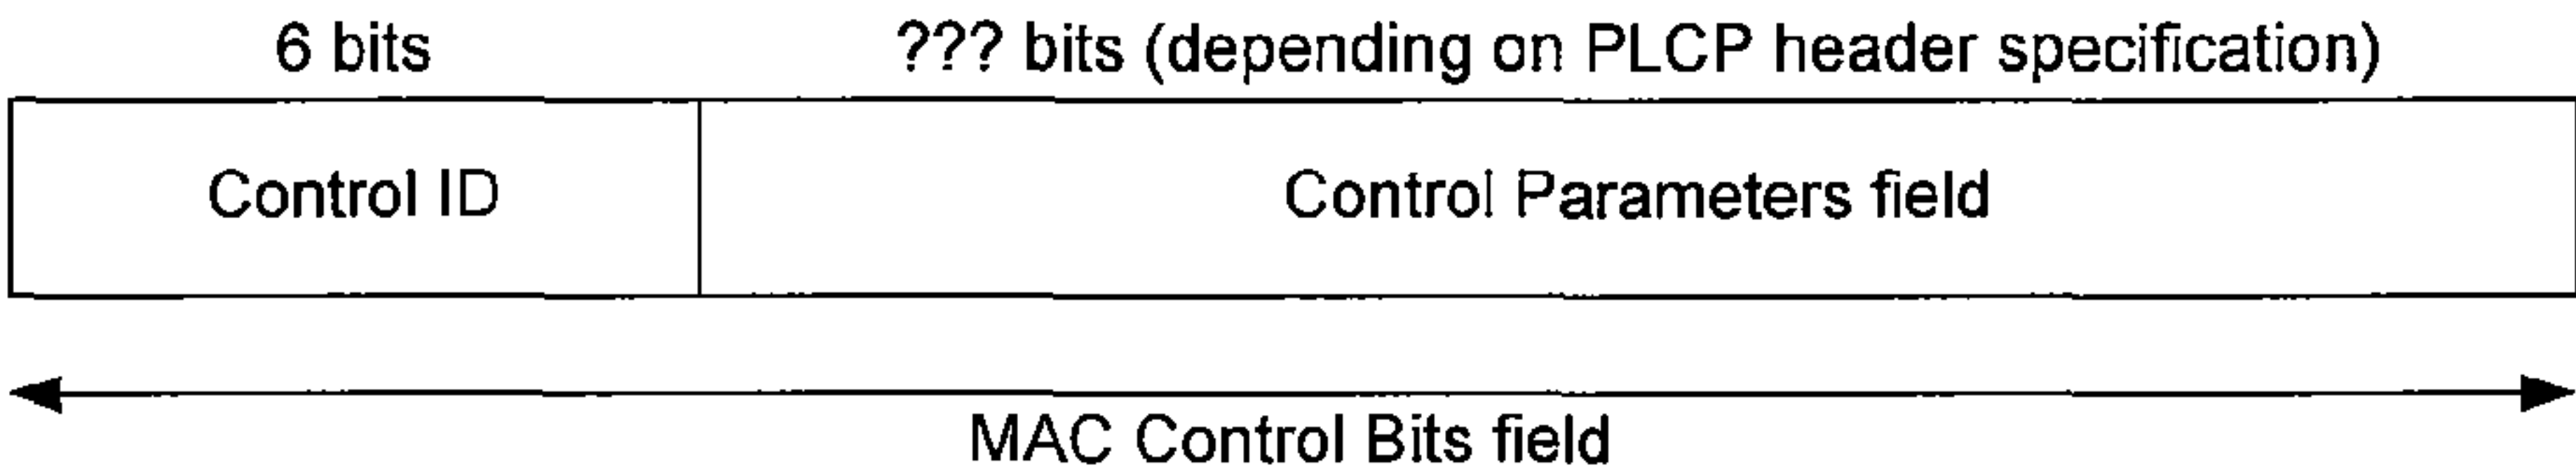 6 bits ??? bits (depending on PLCP header specification)
Control ID Control Parameters field
MAC Control Bits field